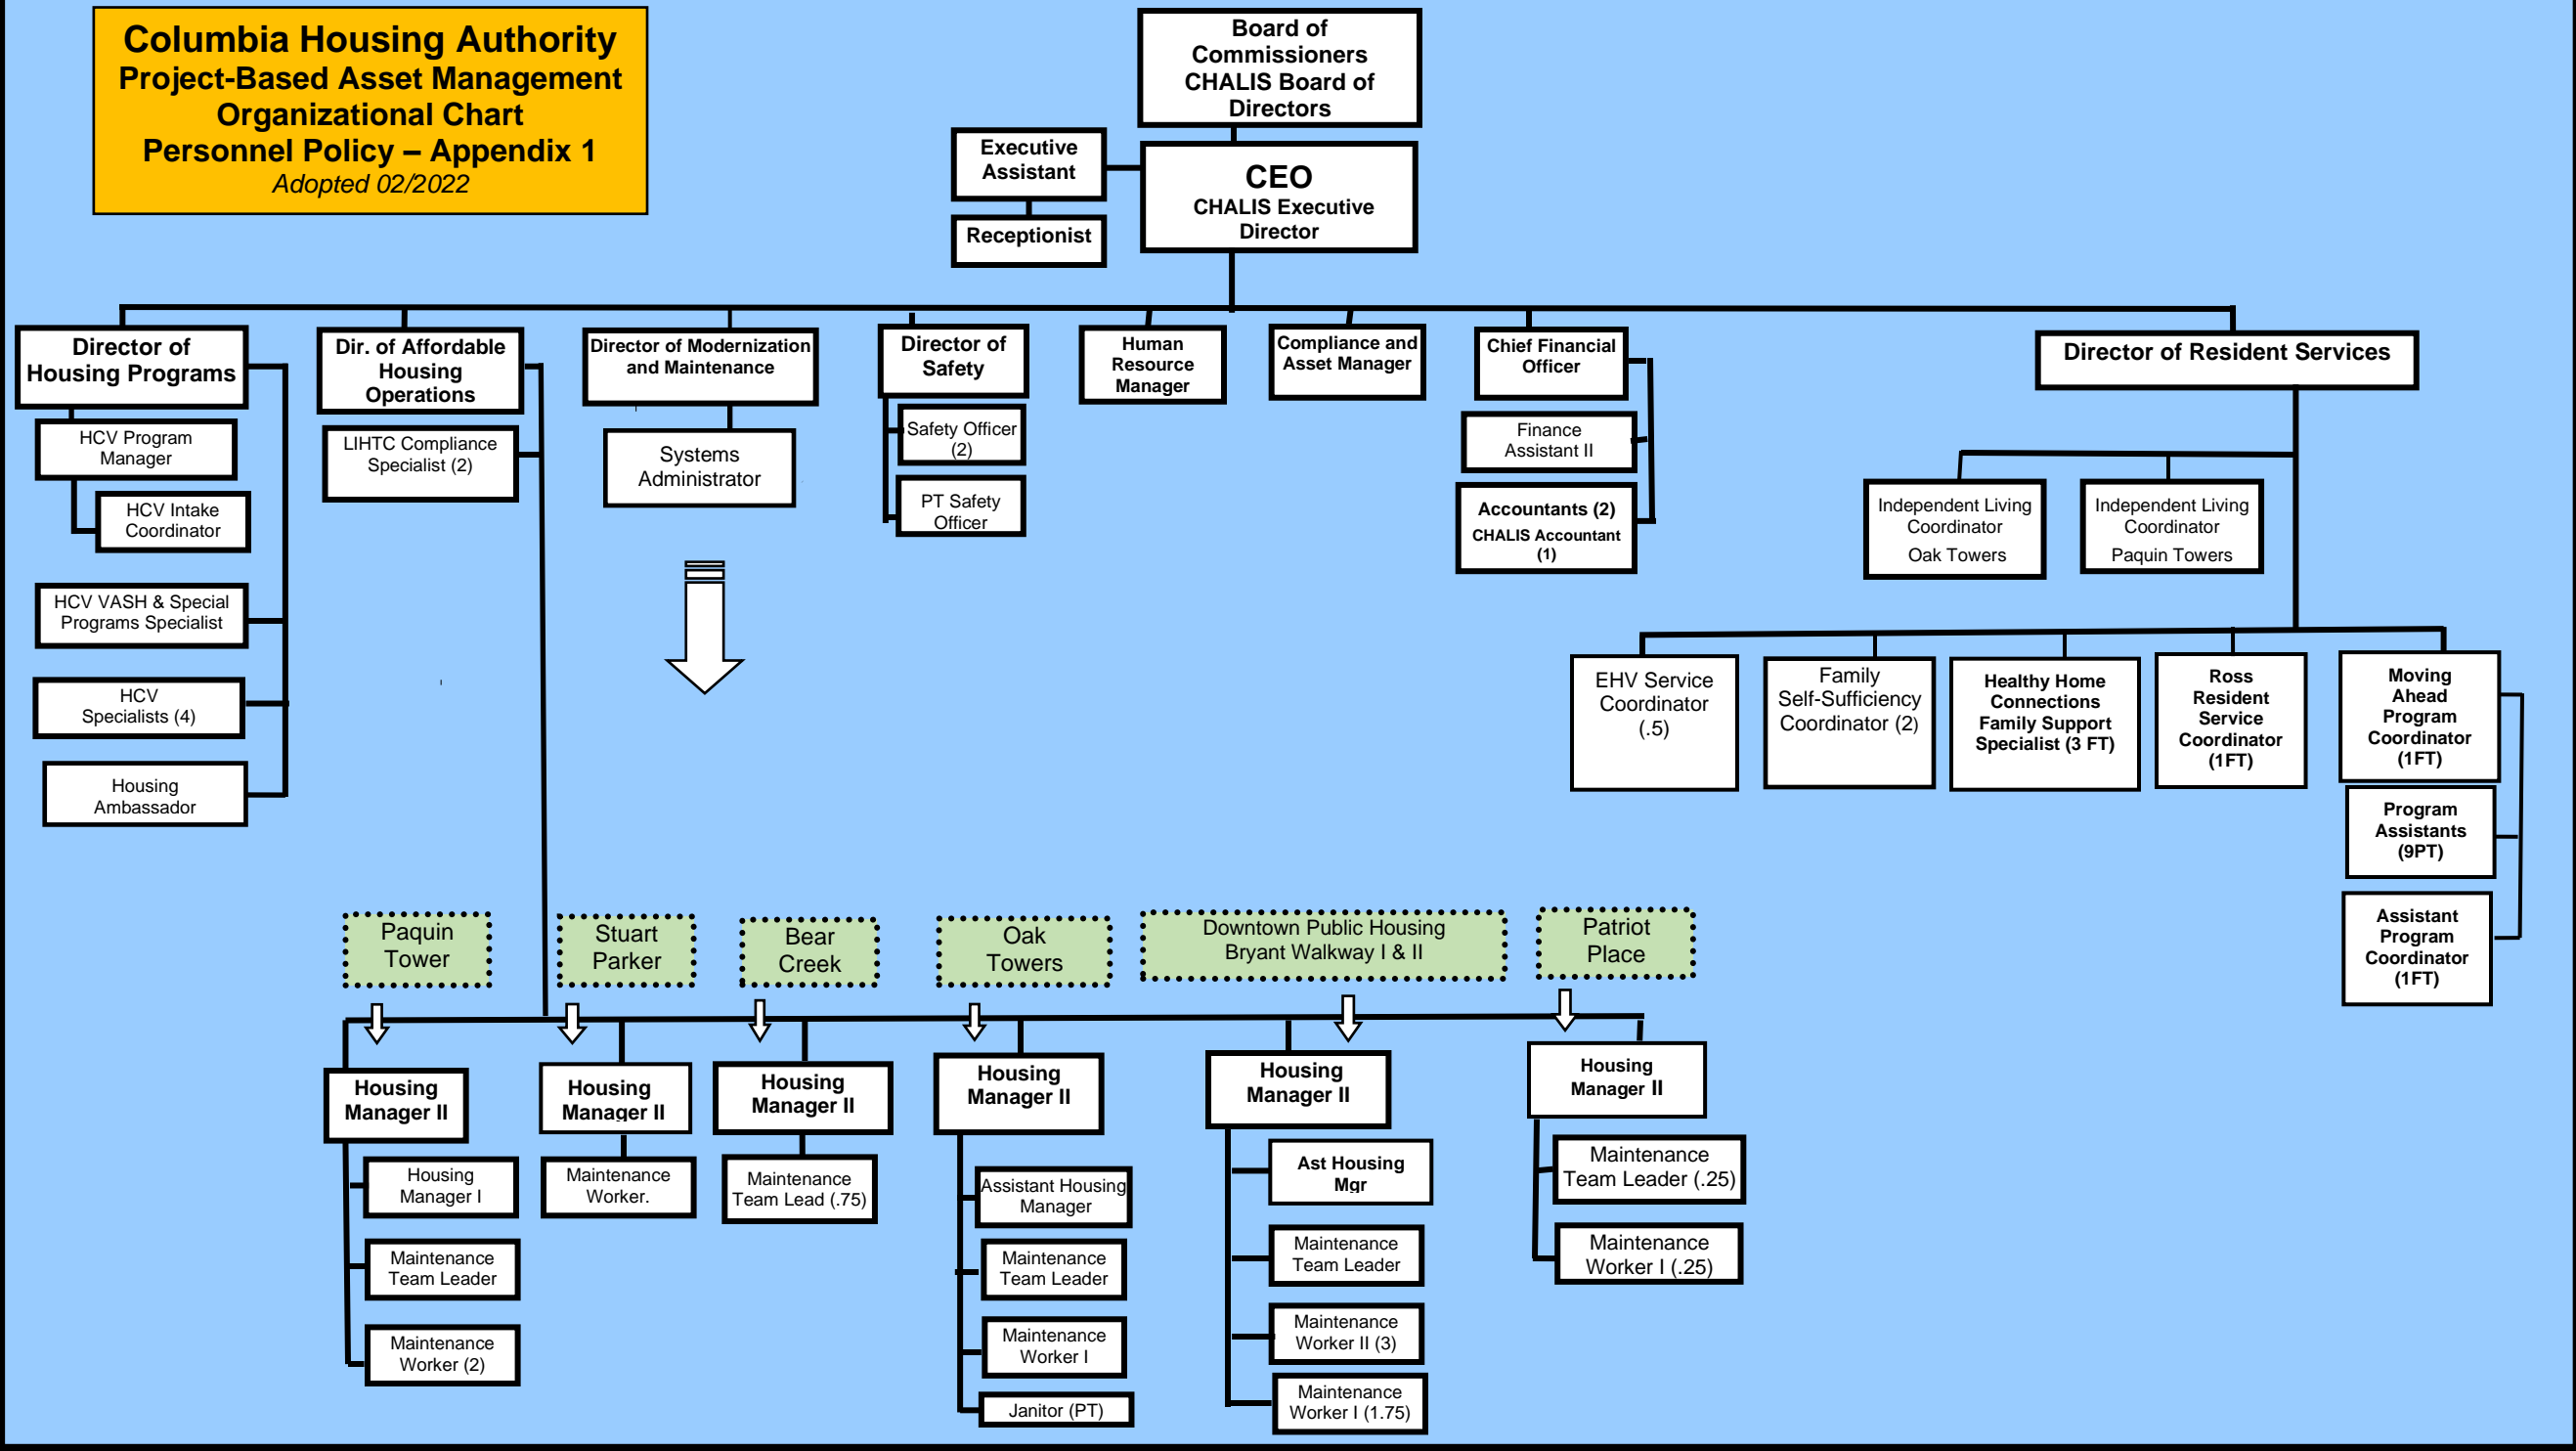 Columbia Housing Authority
Project-Based Asset Management
Organizational Chart
Personnel Policy – Appendix 1
Adopted 02/2022
Board of
Commissioners
CHALIS Board of
Directors
Executive
Assistant
Receptionist
CEO
CHALIS Executive
Director
Director of
Housing Programs
HCV Program
Manager
HCV Intake
Coordinator
HCV VASH & Special
Programs Specialist
HCV
Specialists (4)
Housing
Ambassador
Dir. of Affordable
Housing
Operations
LIHTC Compliance
Specialist (2)
Director of Modernization
and Maintenance
Systems
Administrator
Director of
Safety
Safety Officer
(2)
PT Safety
Officer
Human
Resource
Manager
Compliance and
Asset Manager
Chief Financial
Officer
Finance
Assistant II
Accountants (2)
CHALIS Accountant
(1)
Director of Resident Services
Independent Living
Coordinator
Oak Towers
Independent Living
Coordinator
Paquin Towers
EHV Service
Coordinator
(.5)
Family
Self-Sufficiency
Coordinator (2)
Healthy Home
Connections
Family Support
Specialist (3 FT)
Ross
Resident
Service
Coordinator
(1FT)
Moving
Ahead
Program
Coordinator
(1FT)
Program
Assistants
(9PT)
Assistant
Program
Coordinator
(1FT)
Paquin
Tower
Stuart
Parker
Bear
Creek
Oak
Towers
Downtown Public Housing
Bryant Walkway I & II
Patriot
Place
Housing
Manager II
Housing
Manager I
Maintenance
Team Leader
Maintenance
Worker (2)
Housing
Manager II
Maintenance
Worker.
Housing
Manager II
Maintenance
Team Lead (.75)
Housing
Manager II
Assistant Housing
Manager
Maintenance
Team Leader
Maintenance
Worker I
Janitor (PT)
Housing
Manager II
Ast Housing
Mgr
Maintenance
Team Leader
Maintenance
Worker II (3)
Maintenance
Worker I (1.75)
Housing
Manager II
Maintenance
Team Leader (.25)
Maintenance
Worker I (.25)